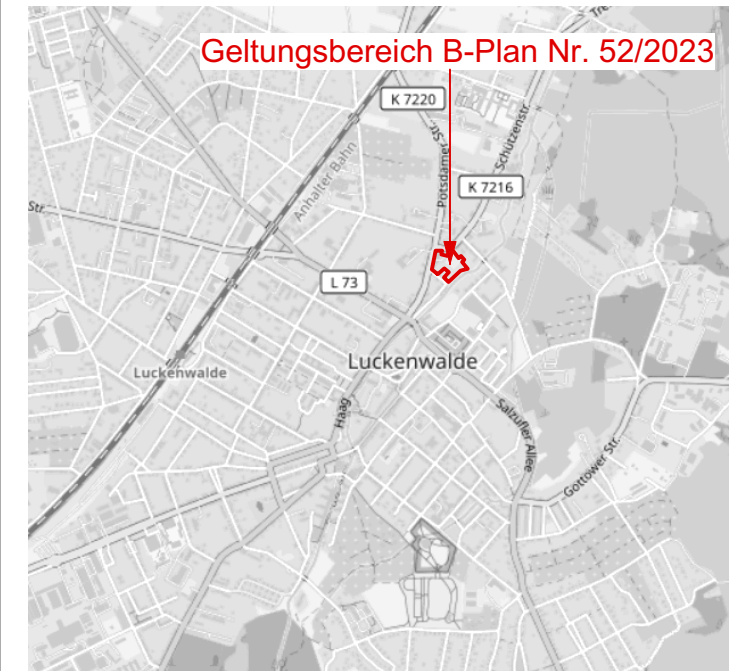 Geltungsbereich B-Plan Nr. 52/2023
K 7220
Anhalter Bahn
Potsdamer Str.
Schützenstr.
K 7216
Str.
L 73
Luckenwalde
Luckenwalde
Haag
Salzufler Allee
Gottower Str.